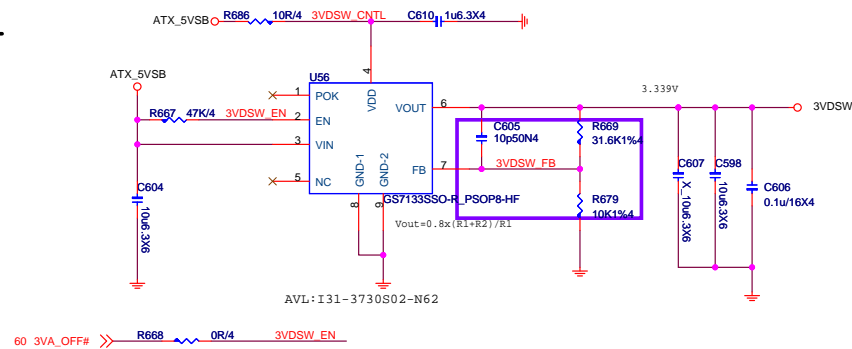 ATX_5VSB R686 10R/4 3VDSW_CNTL C610 1u6.3X4
ATX_5VSB
U56
4
VDD
3.339V
1 POK
VOUT 6
3VDSW
R667 47K/4 3VDSW_EN 2 EN
C605
10p50N4
R669
31.6K1%4
3 VIN
FB 7 3VDSW_FB
C607
X_10u6.3X6
C598
10u6.3X6
C606
0.1u/16X4
5 NC
GND-1
GND-2
8
9
C604
10u6.3X6
GS7133SSO-R_PSOP8-HF
R679
10K1%4
Vout=0.8x(R1+R2)/R1
AVL:I31-3730S02-N62
60 3VA_OFF# R668 0R/4 3VDSW_EN